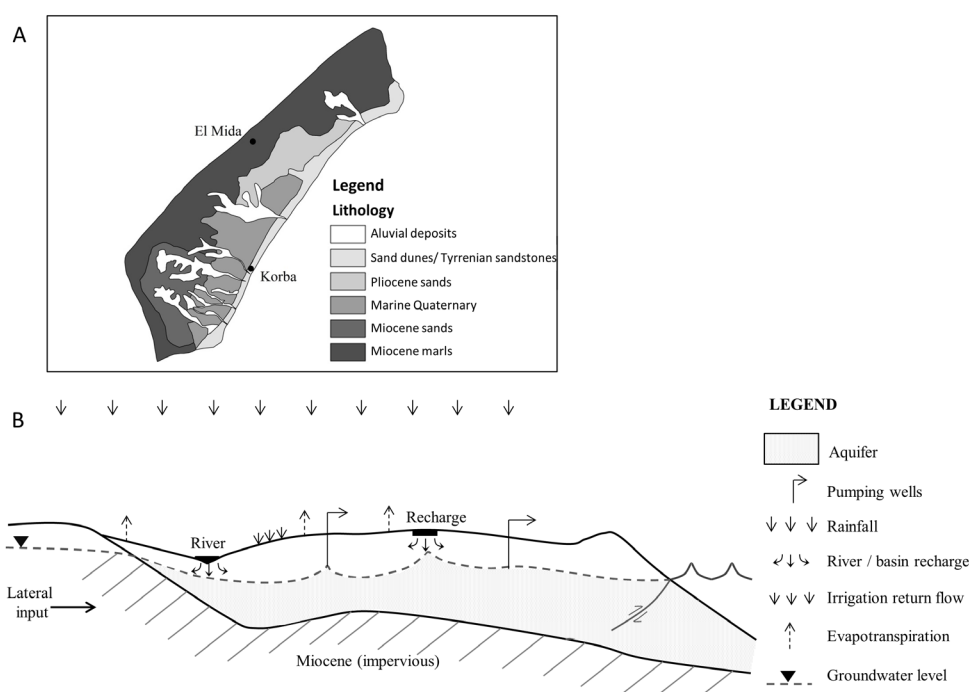 A
El Mida
Korba
Legend
Lithology
Aluvial deposits
Sand dunes/ Tyrrenian sandstones
Pliocene sands
Marine Quaternary
Miocene sands
Miocene marls
B
River
Recharge
Lateral
input
Miocene (impervious)
LEGEND
Aquifer
Pumping wells
Rainfall
River / basin recharge
Irrigation return flow
Evapotranspiration
Groundwater level